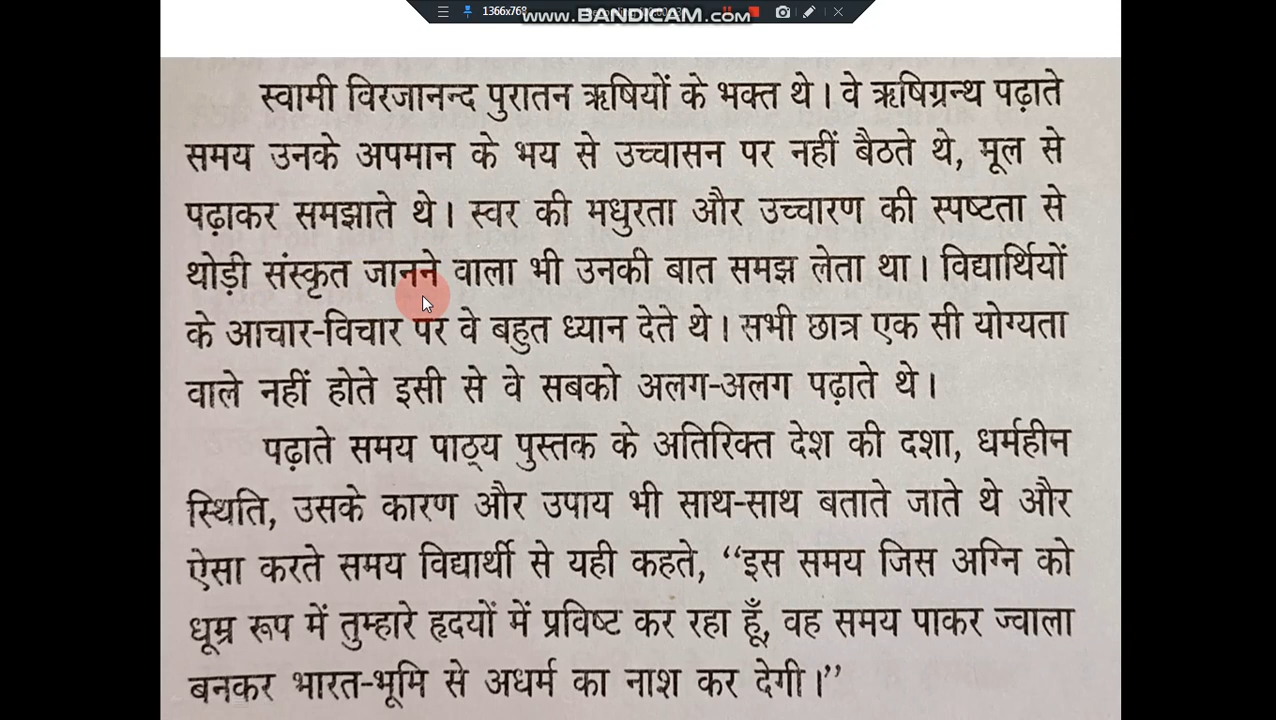 1366x768
www.BANDICAM.com
स्वामी विरजानन्द पुरातन ऋषियों के भक्त थे। वे ऋषिग्रन्थ पढ़ाते
समय उनके अपमान के भय से उच्चासन पर नहीं बैठते थे, मूल से
पढ़ाकर समझाते थे। स्वर की मधुरता और उच्चारण की स्पष्टता से
थोड़ी संस्कृत जानने वाला भी उनकी बात समझ लेता था। विद्यार्थियों
के आचार-विचार पर वे बहुत ध्यान देते थे। सभी छात्र एक सी योग्यता
वाले नहीं होते इसी से वे सबको अलग-अलग पढ़ाते थे।
पढ़ाते समय पाठ्य पुस्तक के अतिरिक्त देश की दशा, धर्महीन
स्थिति, उसके कारण और उपाय भी साथ-साथ बताते जाते थे और
ऐसा करते समय विद्यार्थी से यही कहते, “इस समय जिस अग्नि को
धूम्र रूप में तुम्हारे हृदयों में प्रविष्ट कर रहा हूँ, वह समय पाकर ज्वाला
बनकर भारत-भूमि से अधर्म का नाश कर देगी।”